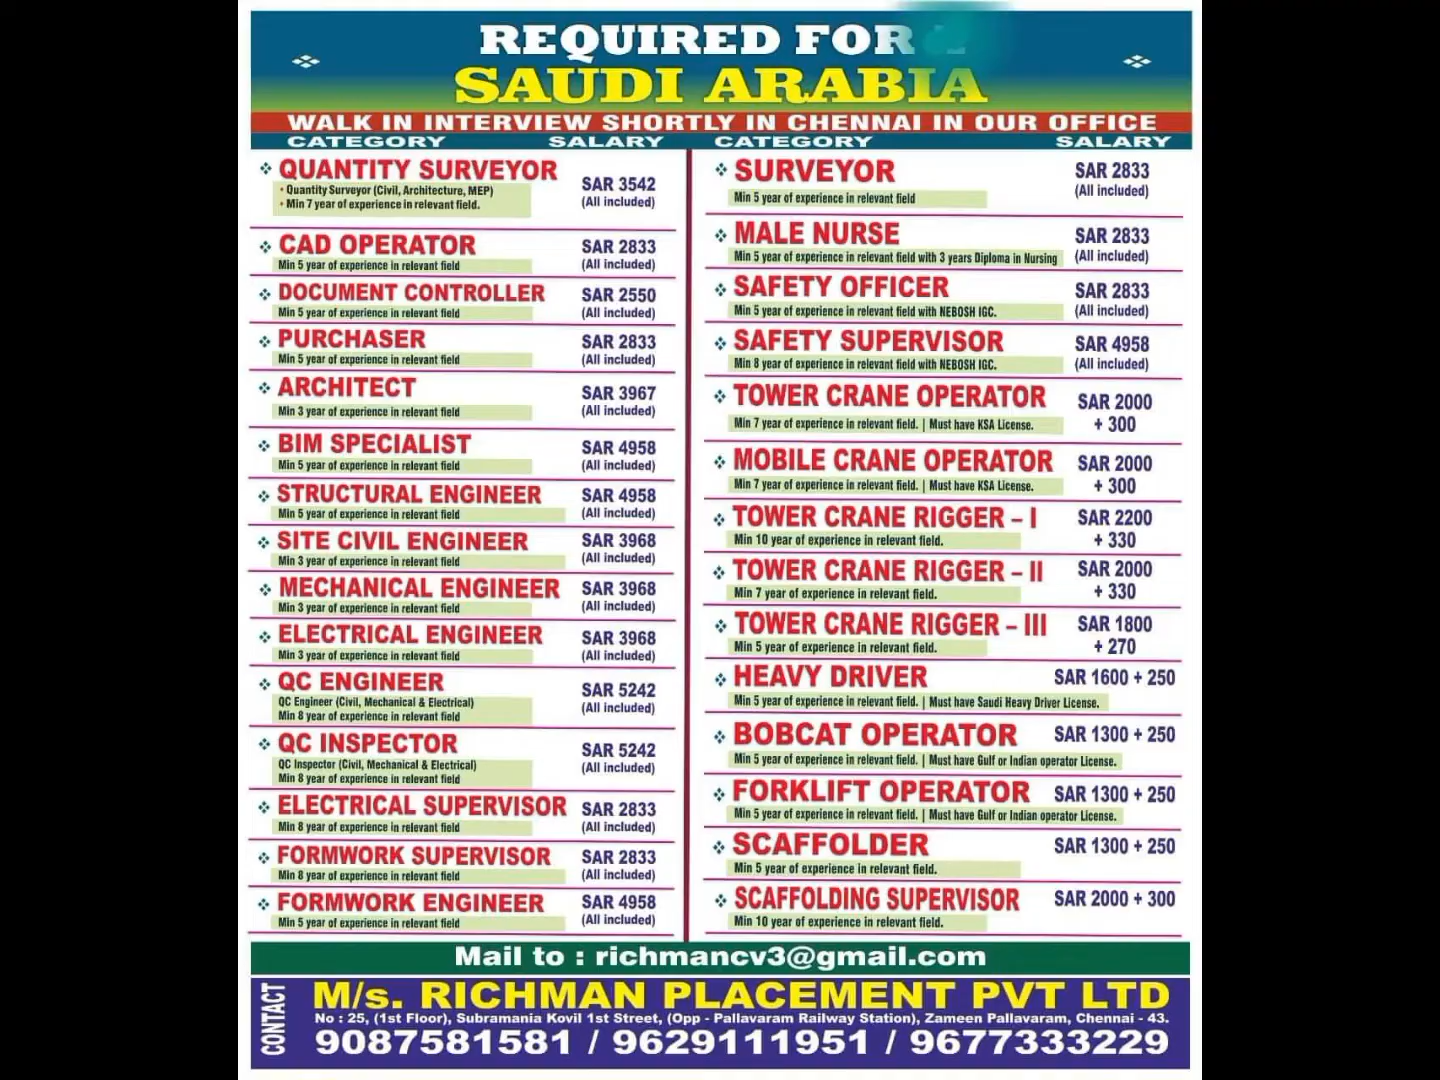 REQUIRED FOR
SAUDI ARABIA
WALK IN INTERVIEW SHORTLY IN CHENNAI IN OUR OFFICE
CATEGORY SALARY CATEGORY SALARY
QUANTITY SURVEYOR
• Quantity Surveyor (Civil, Architecture, MEP)
• Min 7 year of experience in relevant field.
SAR 3542
(All included)
CAD OPERATOR
Min 5 year of experience in relevant field
SAR 2833
(All included)
DOCUMENT CONTROLLER
Min 5 year of experience in relevant field
SAR 2550
(All included)
PURCHASER
Min 5 year of experience in relevant field
SAR 2833
(All included)
ARCHITECT
Min 3 year of experience in relevant field
SAR 3967
(All included)
BIM SPECIALIST
Min 5 year of experience in relevant field
SAR 4958
(All included)
STRUCTURAL ENGINEER
Min 5 year of experience in relevant field
SAR 4958
(All included)
SITE CIVIL ENGINEER
Min 3 year of experience in relevant field
SAR 3968
(All included)
MECHANICAL ENGINEER
Min 3 year of experience in relevant field
SAR 3968
(All included)
ELECTRICAL ENGINEER
Min 3 year of experience in relevant field
SAR 3968
(All included)
QC ENGINEER
QC Engineer (Civil, Mechanical & Electrical)
Min 8 year of experience in relevant field
SAR 5242
(All included)
QC INSPECTOR
QC Inspector (Civil, Mechanical & Electrical)
Min 8 year of experience in relevant field
SAR 5242
(All included)
ELECTRICAL SUPERVISOR
Min 8 year of experience in relevant field
SAR 2833
(All included)
FORMWORK SUPERVISOR
Min 8 year of experience in relevant field
SAR 2833
(All included)
FORMWORK ENGINEER
Min 5 year of experience in relevant field
SAR 4958
(All included)
SURVEYOR
Min 5 year of experience in relevant field
SAR 2833
(All included)
MALE NURSE
Min 5 year of experience in relevant field with 3 years Diploma in Nursing
SAR 2833
(All included)
SAFETY OFFICER
Min 5 year of experience in relevant field with NEBOSH IGC.
SAR 2833
(All included)
SAFETY SUPERVISOR
Min 8 year of experience in relevant field with NEBOSH IGC.
SAR 4958
(All included)
TOWER CRANE OPERATOR
Min 7 year of experience in relevant field. | Must have KSA License.
SAR 2000
+ 300
MOBILE CRANE OPERATOR
Min 7 year of experience in relevant field. | Must have KSA License.
SAR 2000
+ 300
TOWER CRANE RIGGER – I
Min 10 year of experience in relevant field.
SAR 2200
+ 330
TOWER CRANE RIGGER – II
Min 7 year of experience in relevant field.
SAR 2000
+ 330
TOWER CRANE RIGGER – III
Min 5 year of experience in relevant field.
SAR 1800
+ 270
HEAVY DRIVER SAR 1600 + 250
Min 5 year of experience in relevant field. | Must have Saudi Heavy Driver License.
BOBCAT OPERATOR SAR 1300 + 250
Min 5 year of experience in relevant field. | Must have Gulf or Indian operator License.
FORKLIFT OPERATOR SAR 1300 + 250
Min 5 year of experience in relevant field. | Must have Gulf or Indian operator License.
SCAFFOLDER SAR 1300 + 250
Min 5 year of experience in relevant field.
SCAFFOLDING SUPERVISOR SAR 2000 + 300
Min 10 year of experience in relevant field.
Mail to : richmancv3@gmail.com
CONTACT
M/s. RICHMAN PLACEMENT PVT LTD
No : 25, (1st Floor), Subramania Kovil 1st Street, (Opp - Pallavaram Railway Station), Zameen Pallavaram, Chennai - 43.
9087581581 / 9629111951 / 9677333229